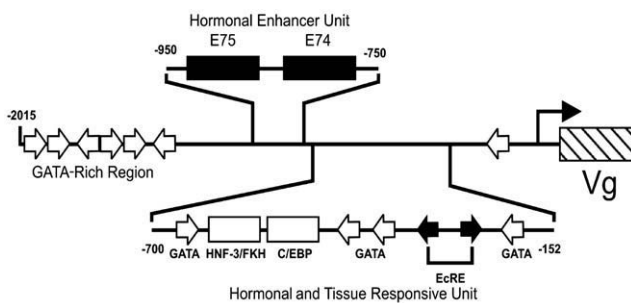 Hormonal Enhancer Unit
E75 E74
-950 -750
-2015
GATA-Rich Region
Vg
-700 GATA HNF-3/FKH C/EBP GATA GATA -152
EcRE
Hormonal and Tissue Responsive Unit